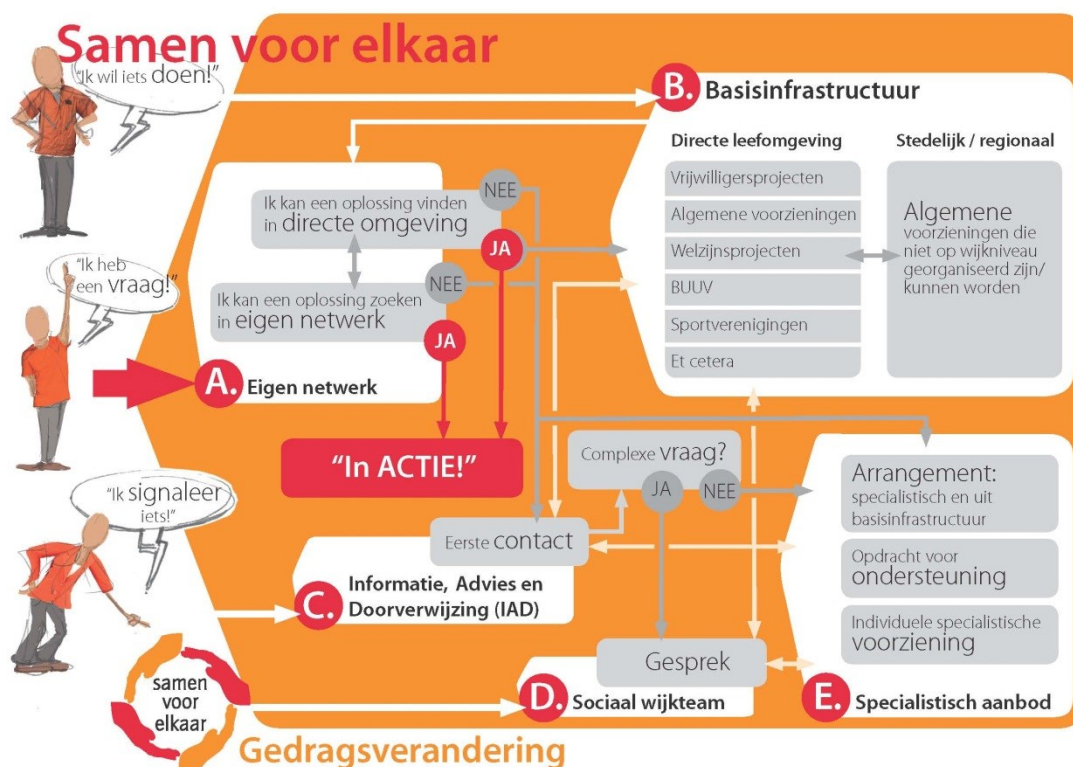 Samen voor elkaar
"Ik wil iets doen!"
B. Basisinfrastructuur
Directe leefomgeving
Stedelijk / regionaal
Vrijwilligersprojecten
Algemene voorzieningen
Welzijnsprojecten
BUUV
Sportverenigingen
Et cetera
Algemene
voorzieningen die
niet op wijkniveau
georganiseerd zijn/
kunnen worden
"Ik heb
een vraag!"
Ik kan een oplossing vinden
in directe omgeving
NEE
JA
Ik kan een oplossing zoeken
in eigen netwerk
NEE
JA
A. Eigen netwerk
"In ACTIE!"
Complexe vraag?
JA
NEE
"Ik signaleer
iets!"
Eerste contact
C. Informatie, Advies en
Doorverwijzing (IAD)
Arrangement:
specialistisch en uit
basisinfrastructuur
Opdracht voor
ondersteuning
Individuele specialistische
voorziening
Gesprek
D. Sociaal wijkteam
E. Specialistisch aanbod
samen
voor
elkaar
Gedragsverandering